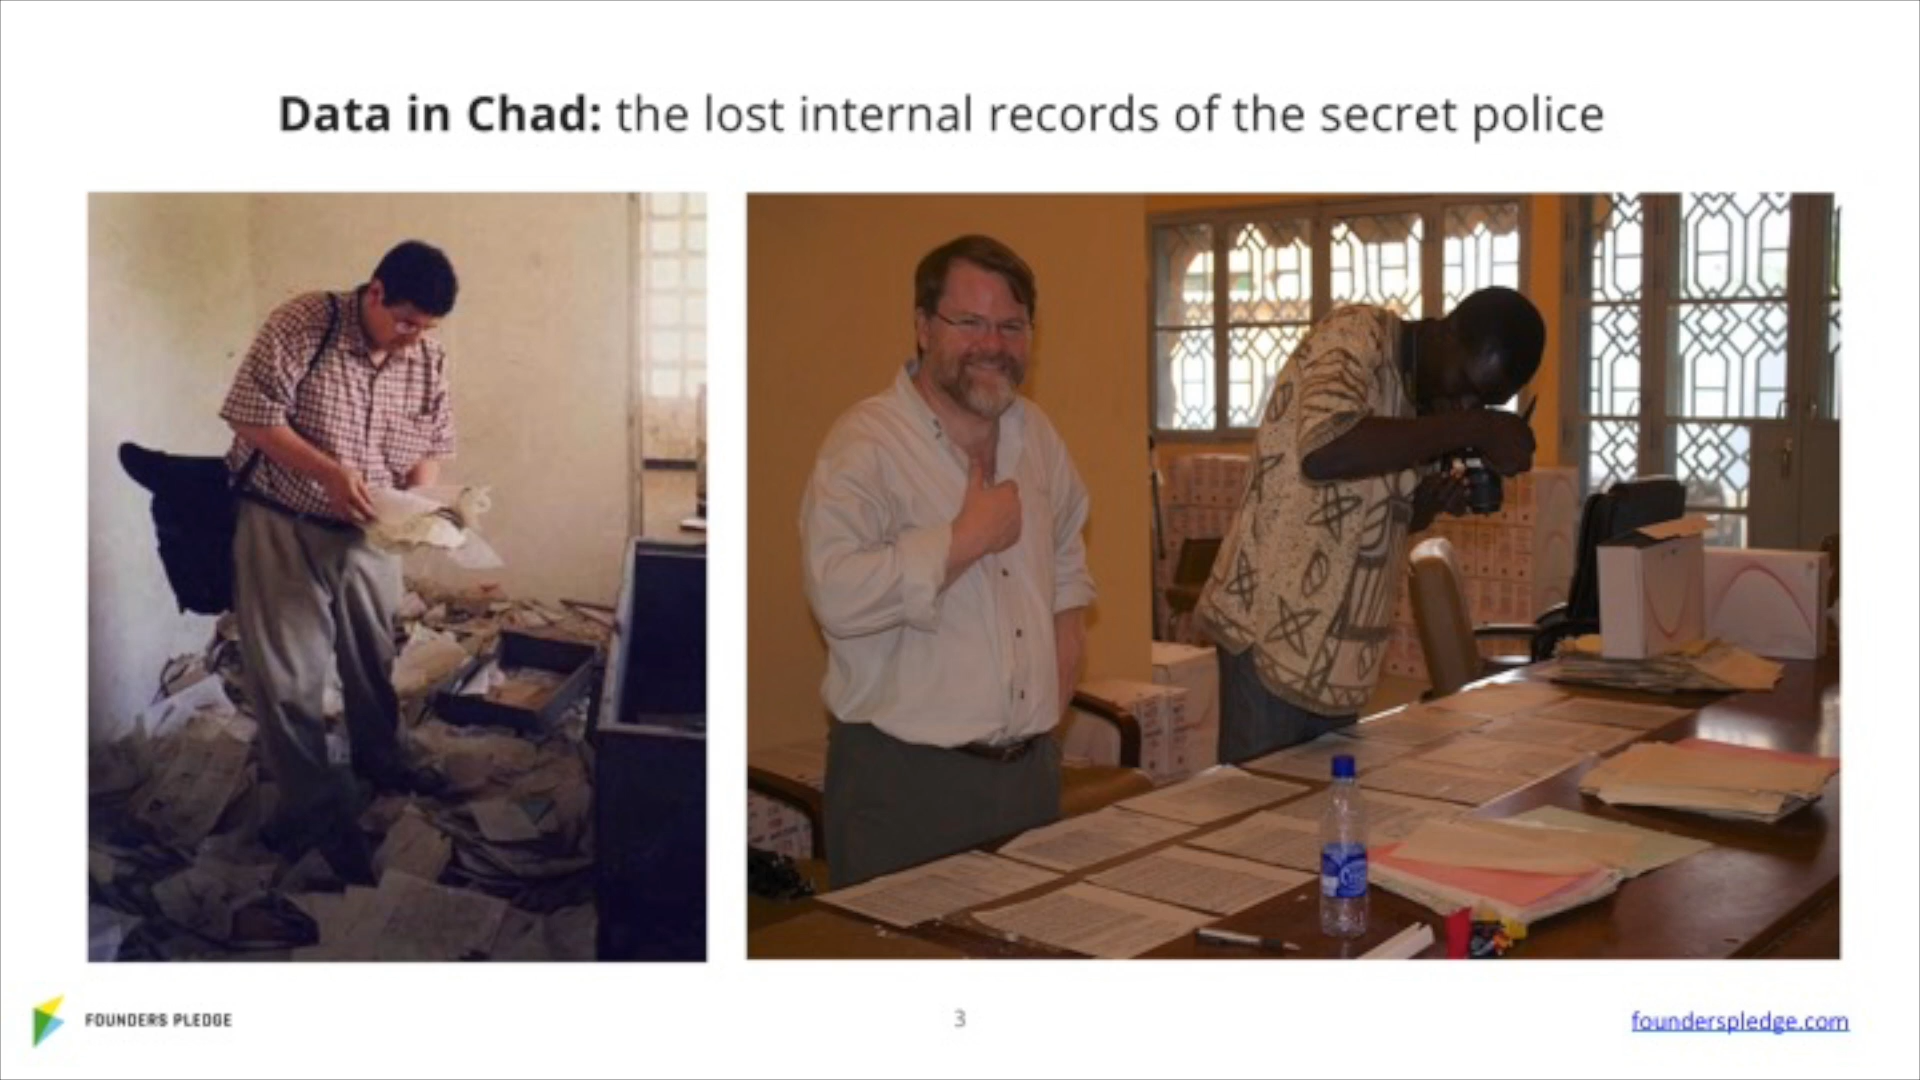 Data in Chad: the lost internal records of the secret police
FOUNDERS PLEDGE
3
founderspledge.com